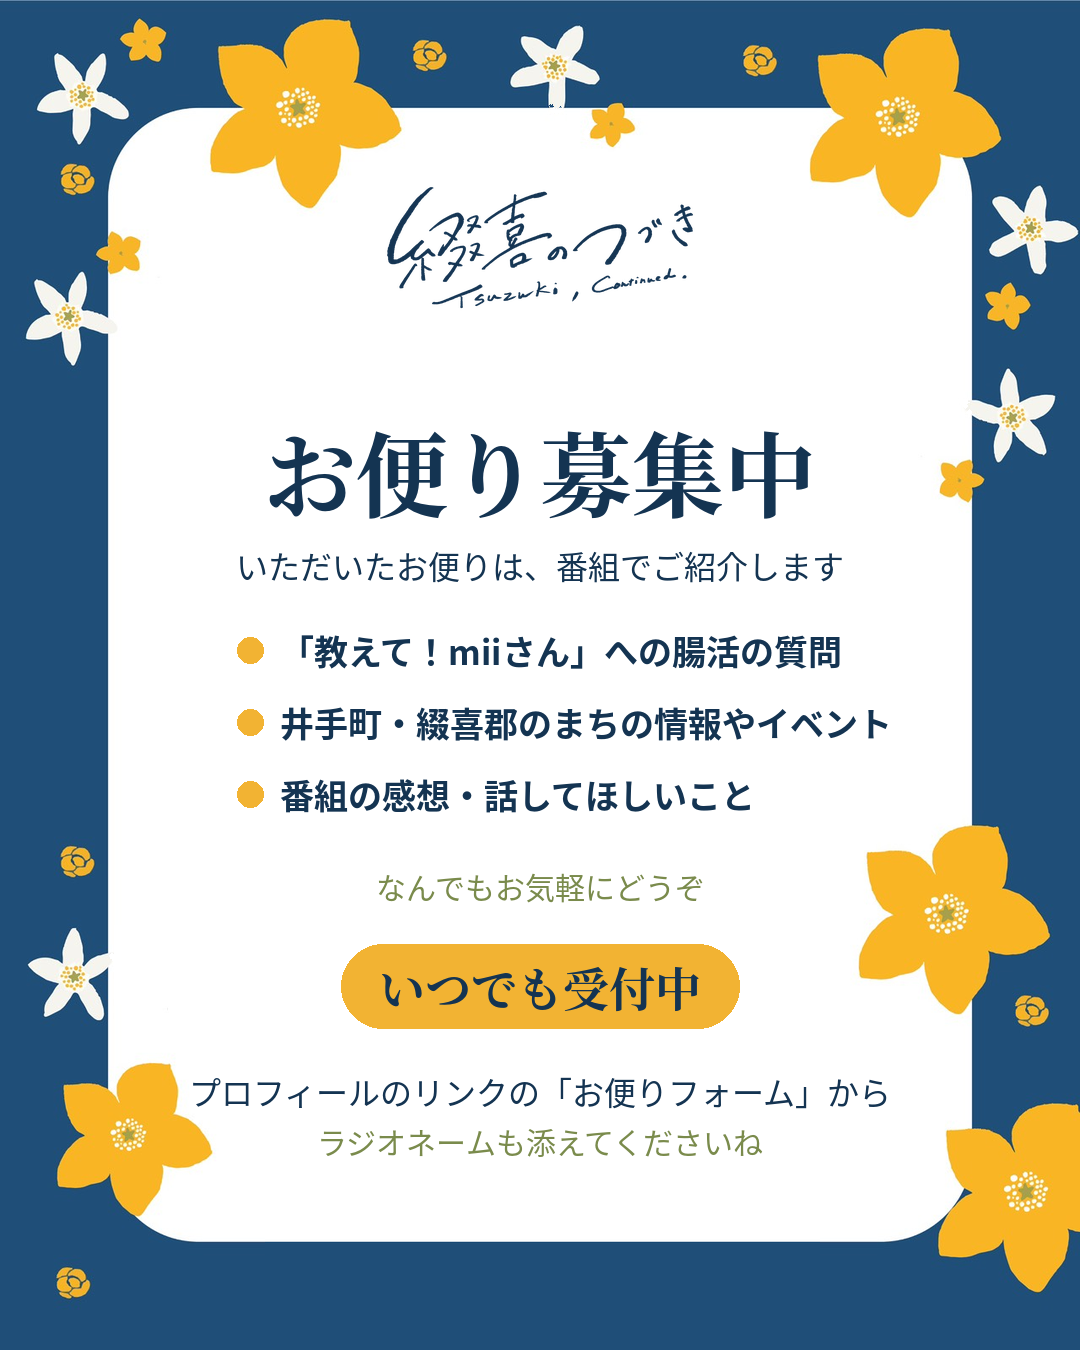 綴喜のつづき
Tsuzuki, Continued.
お便り募集中
いただいたお便りは、番組でご紹介します
「教えて！miiさん」への腸活の質問
井手町・綴喜郡のまちの情報やイベント
番組の感想・話してほしいこと
なんでもお気軽にどうぞ
いつでも受付中
プロフィールのリンクの「お便りフォーム」から
ラジオネームも添えてくださいね